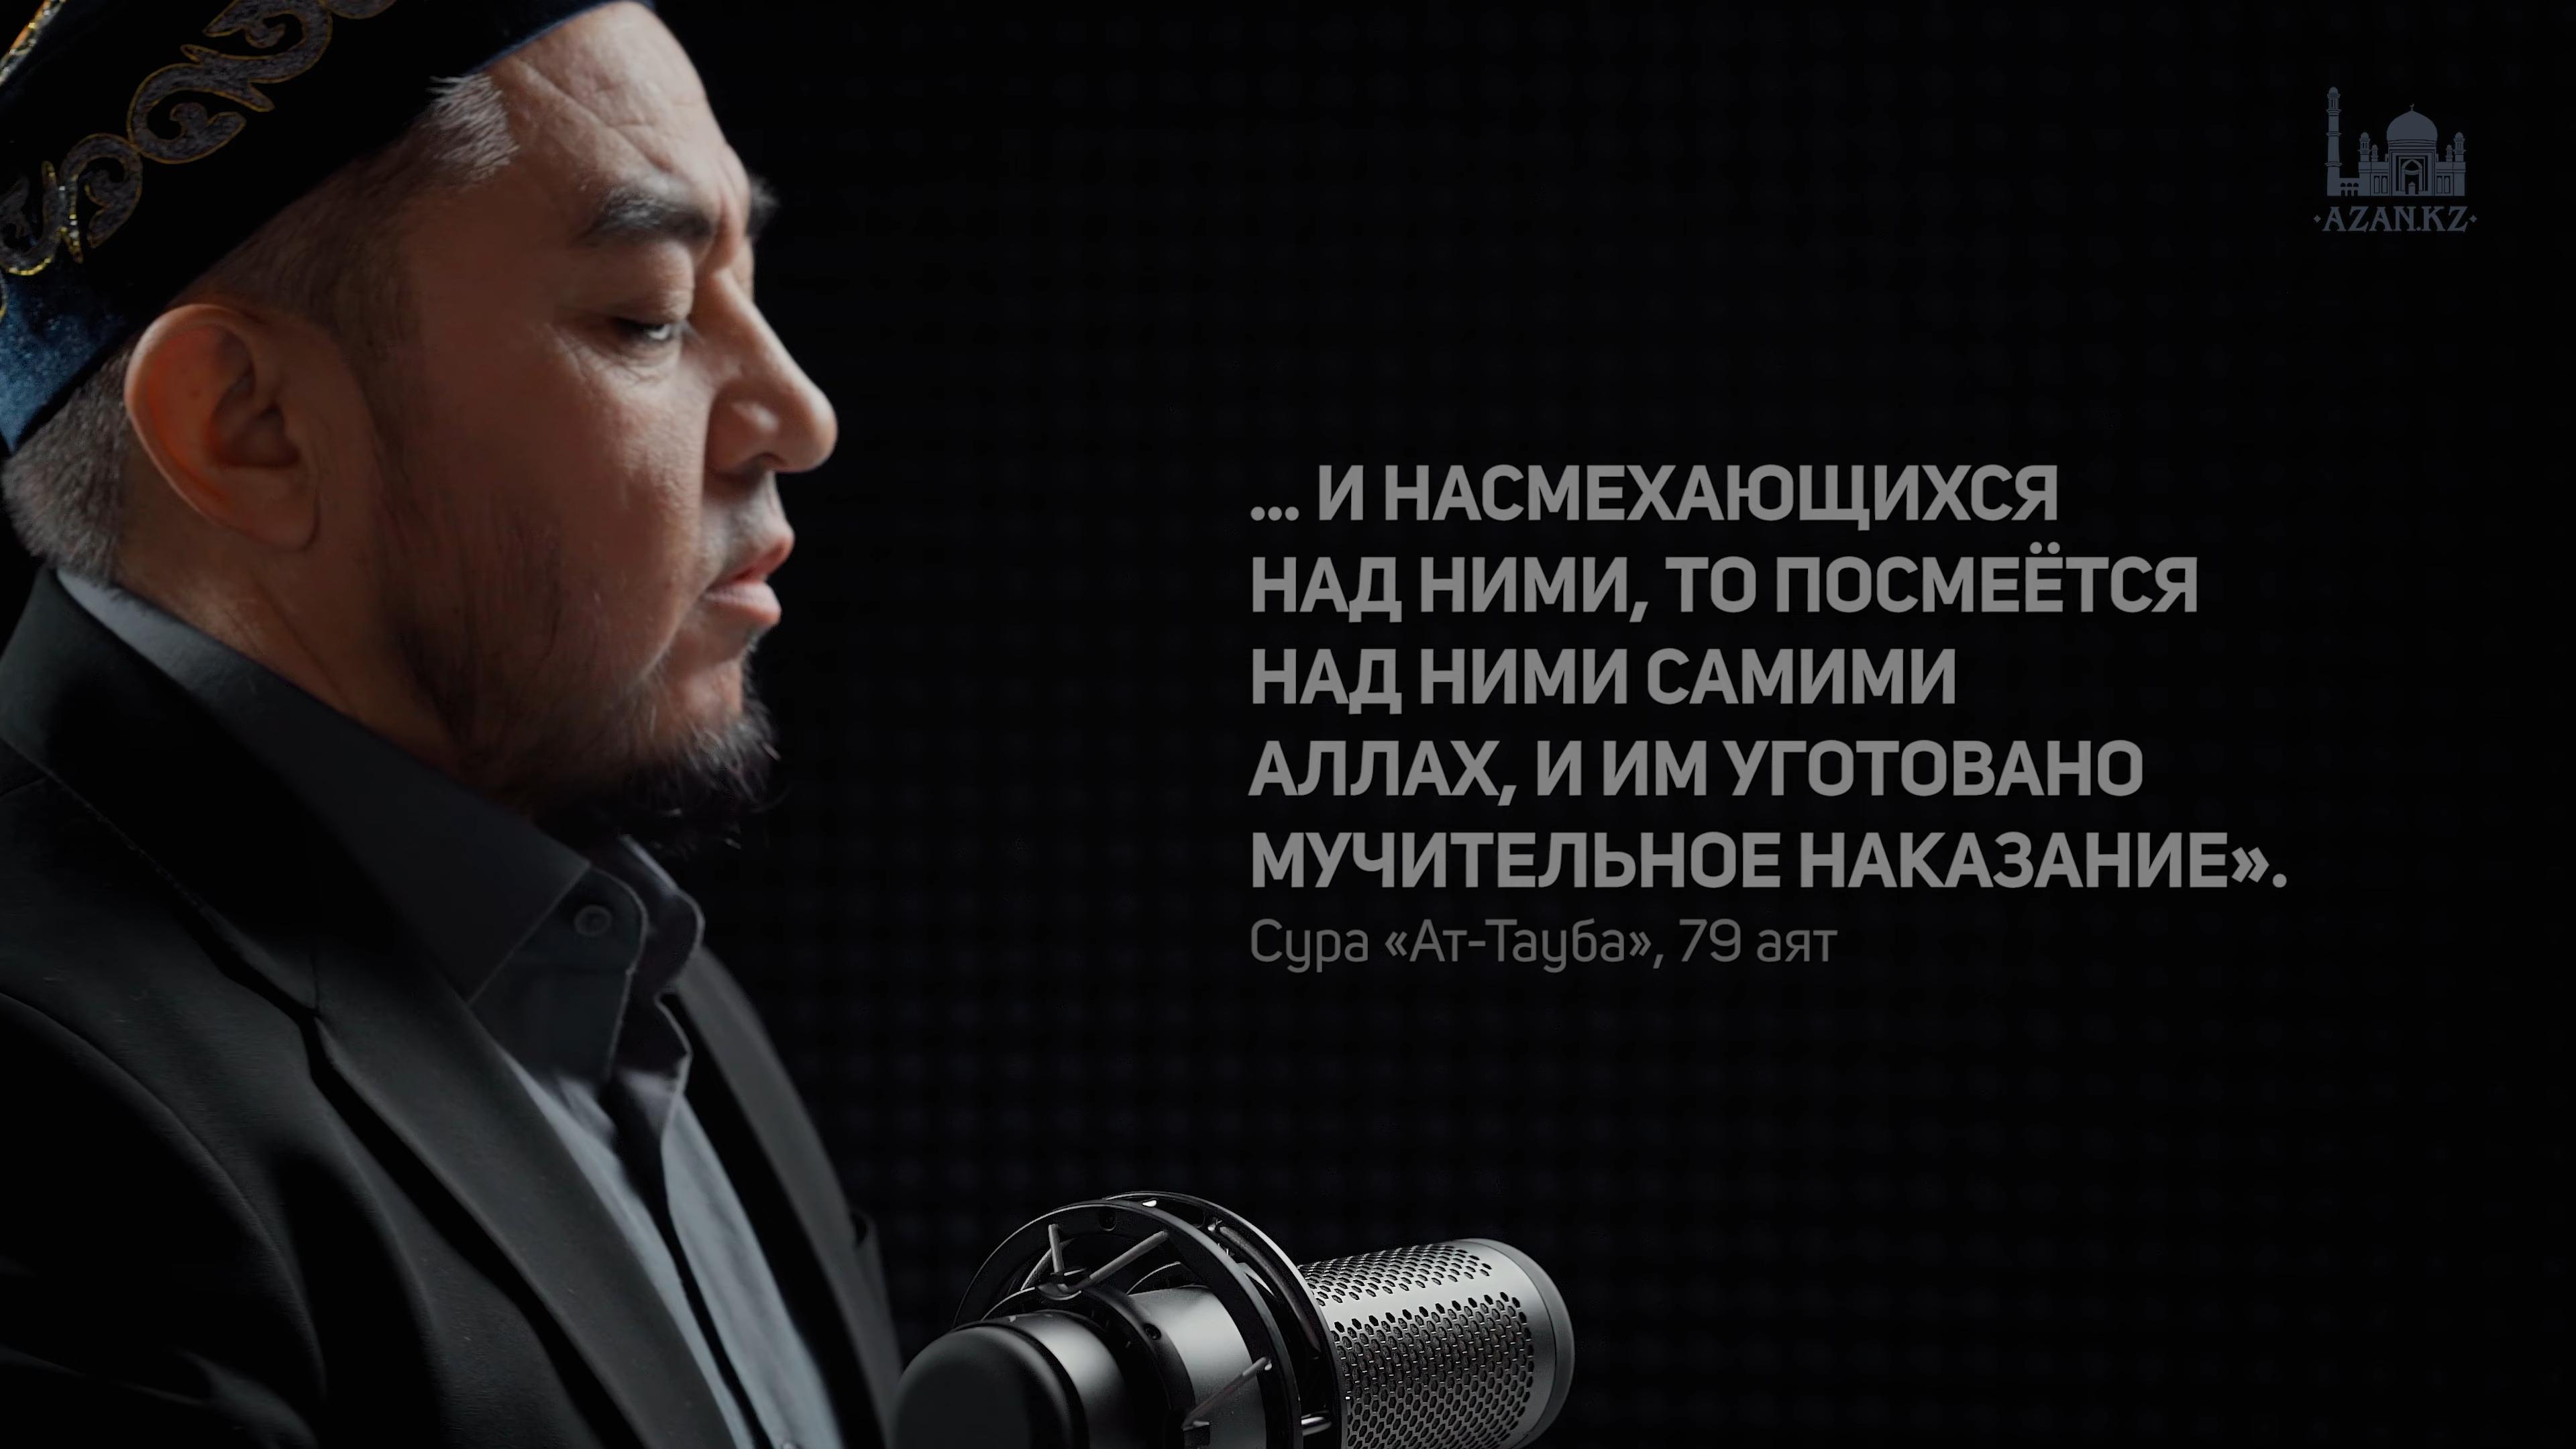 ·AZAN.KZ·
... И НАСМЕХАЮЩИХСЯ
НАД НИМИ, ТО ПОСМЕЁТСЯ
НАД НИМИ САМИМИ
АЛЛАХ, И ИМ УГОТОВАНО
МУЧИТЕЛЬНОЕ НАКАЗАНИЕ».
Сура «Ат-Тауба», 79 аят